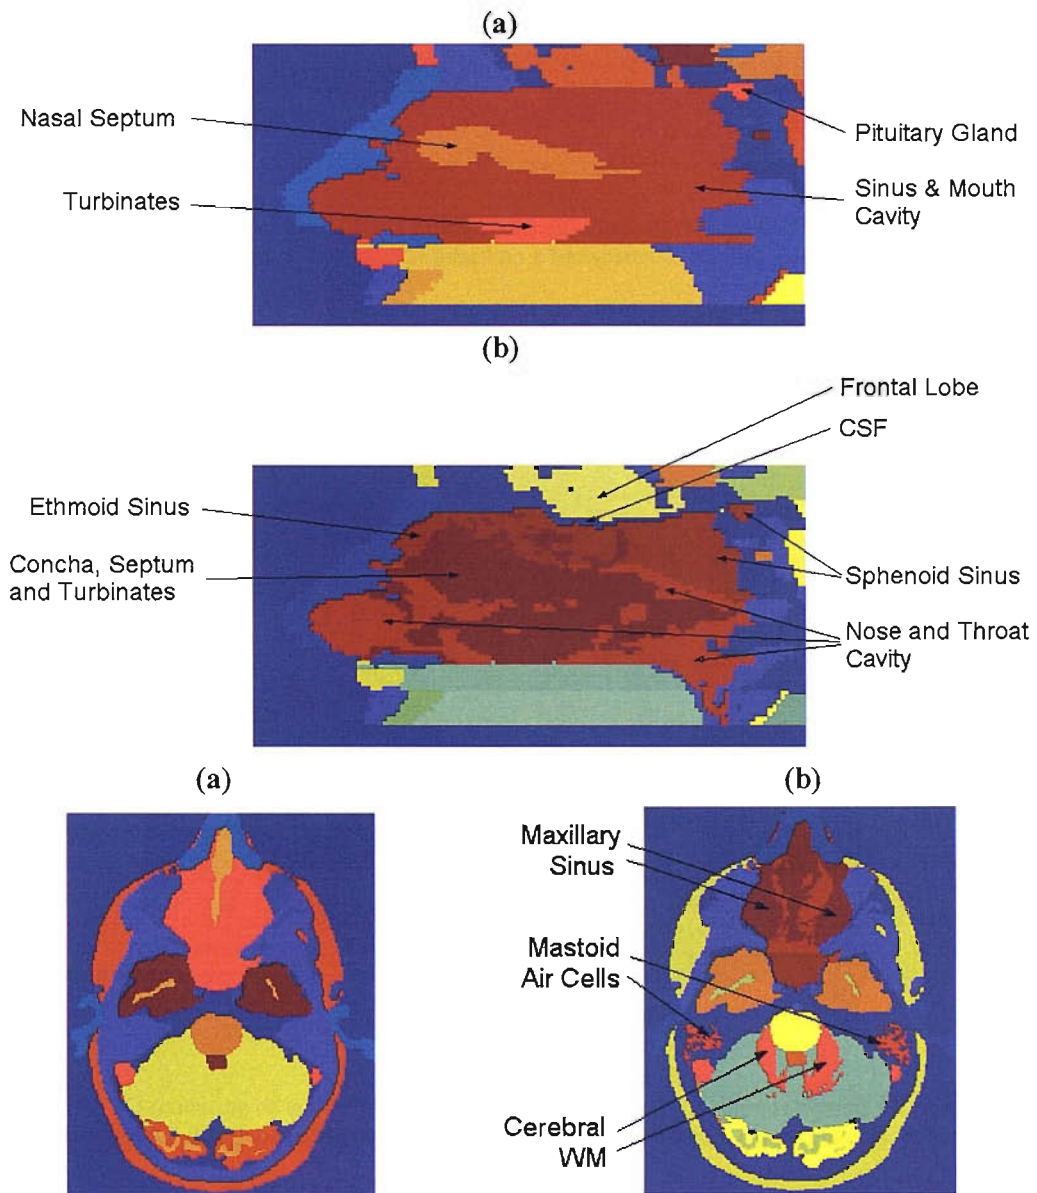 (a)
Nasal Septum
Turbinates
Pituitary Gland
Sinus & Mouth
Cavity
(b)
Frontal Lobe
CSF
Ethmoid Sinus
Concha, Septum
and Turbinates
Sphenoid Sinus
Nose and Throat
Cavity
(a)
(b)
Maxillary
Sinus
Mastoid
Air Cells
Cerebral
WM